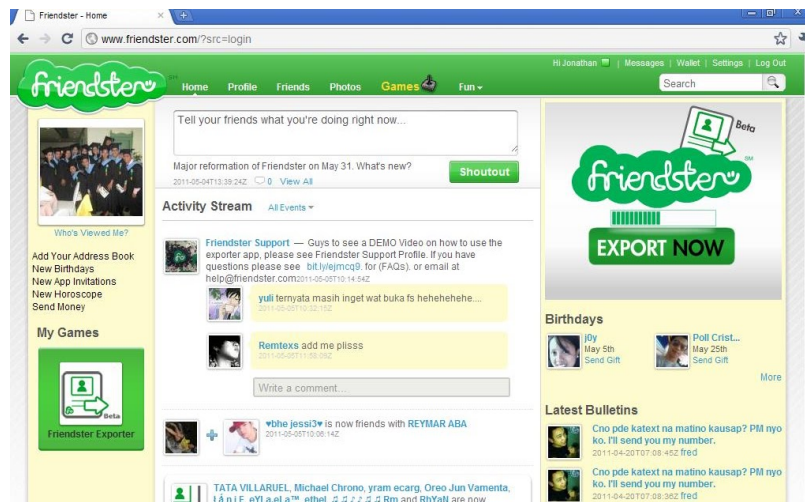 Friendster - Home
www.friendster.com/?src=login
Hi Jonathan | Messages | Wallet | Settings | Log Out
friendster SM
Home Profile Friends Photos Games Fun
Search
Who's Viewed Me?
Add Your Address Book
New Birthdays
New App Invitations
New Horoscope
Send Money
My Games
Beta
Friendster Exporter
Tell your friends what you're doing right now...
Major reformation of Friendster on May 31. What's new?
2011-05-04T13:39:24Z 0 View All
Shoutout
Activity Stream All Events
Friendster Support — Guys to see a DEMO Video on how to use the
exporter app, please see Friendster Support Profile. If you have
questions please see bit.ly/ejmcq9. for (FAQs). or email at
help@friendster.com2011-05-05T10:14:54Z
yuli ternyata masih inget wat buka fs hehehehehe....
2011-05-05T10:32:15Z
Remtexs add me plisss
Write a comment...
♥bhe jessi3♥ is now friends with REYMAR ABA
2011-05-05T10:06:14Z
TATA VILLARUEL, Michael Chrono, yram ecarg, Oreo Jun Vamenta,
ethel and RhYaN are now
Beta
friendster SM
EXPORT NOW
Birthdays
j0y
May 5th
Send Gift
Poll Crist...
May 25th
Send Gift
More
Latest Bulletins
Cno pde katext na matino kausap? PM nyo
ko. I'll send you my number.
2011-04-20T07:08:45Z fred
Cno pde katext na matino kausap? PM nyo
ko. I'll send you my number.
2011-04-20T07:08:36Z fred